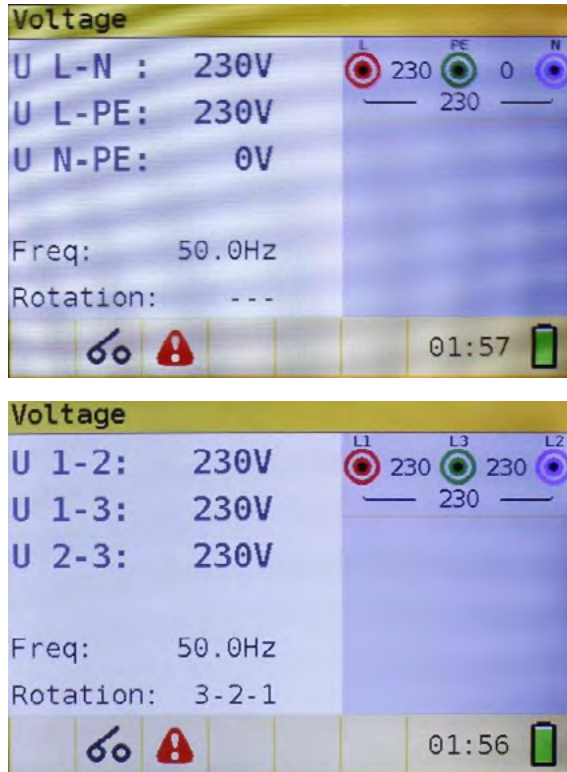 Voltage
U L-N : 230V
U L-PE: 230V
U N-PE: 0V
Freq: 50.0Hz
Rotation: ---
L PE N
230 0
230
01:57
Voltage
U 1-2: 230V
U 1-3: 230V
U 2-3: 230V
Freq: 50.0Hz
Rotation: 3-2-1
L1 L3 L2
230 230
230
01:56